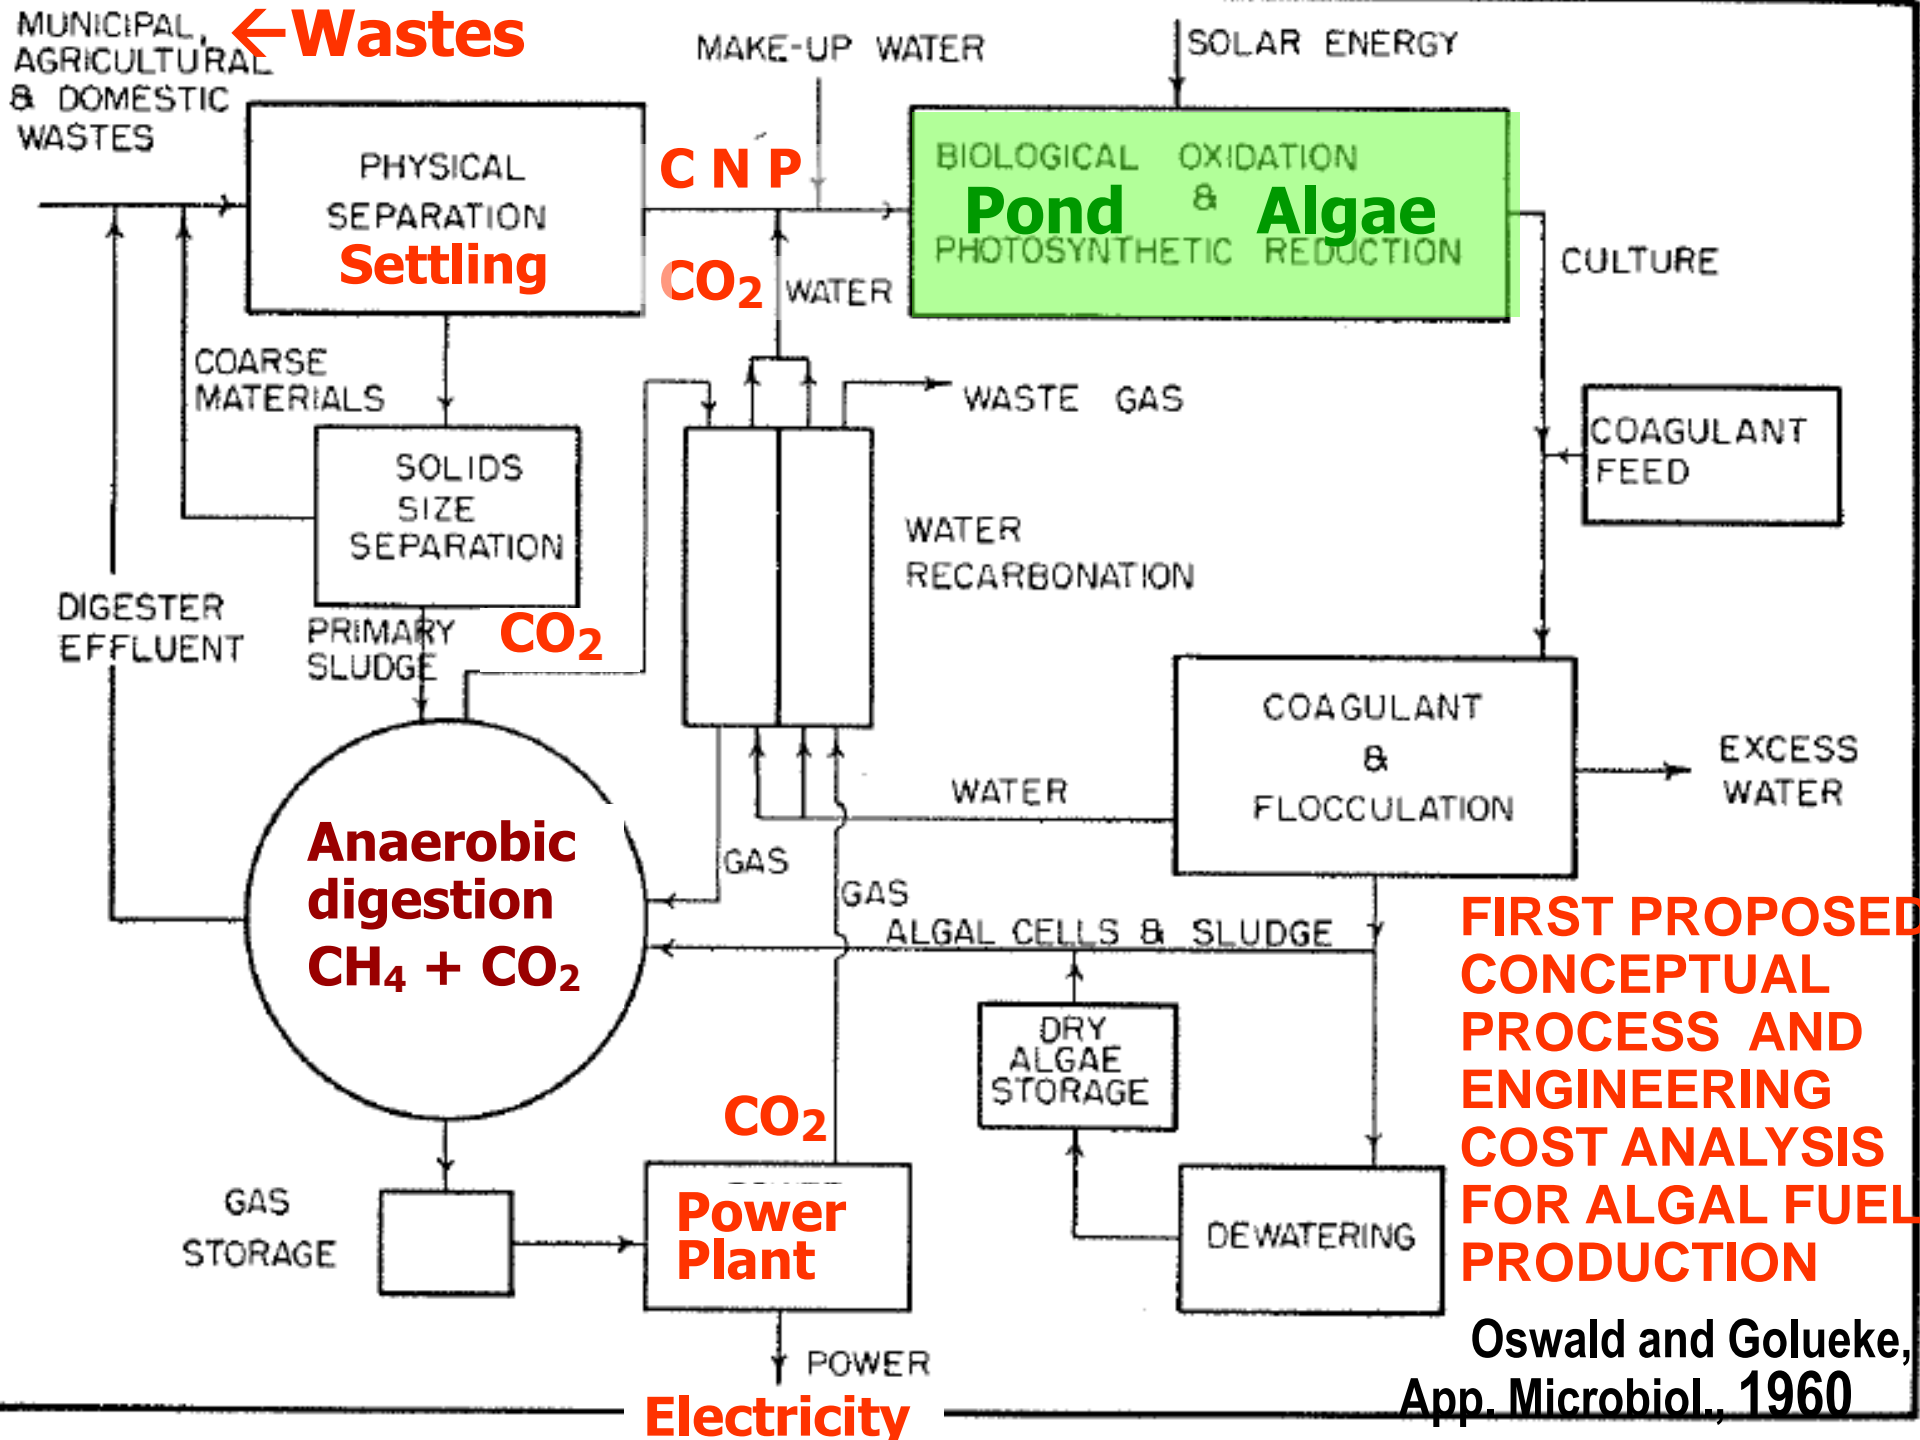 MUNICIPAL,
AGRICULTURAL
& DOMESTIC
WASTES
←Wastes
MAKE-UP WATER
SOLAR ENERGY
PHYSICAL
SEPARATION
Settling
C N P
CO₂
WATER
BIOLOGICAL OXIDATION
&
PHOTOSYNTHETIC REDUCTION
Pond Algae
CULTURE
COARSE
MATERIALS
WASTE GAS
SOLIDS
SIZE
SEPARATION
COAGULANT
FEED
WATER
RECARBONATION
DIGESTER
EFFLUENT
PRIMARY
SLUDGE
CO₂
COAGULANT
&
FLOCCULATION
EXCESS
WATER
WATER
GAS
GAS
Anaerobic
digestion
CH₄ + CO₂
ALGAL CELLS & SLUDGE
DRY
ALGAE
STORAGE
CO₂
GAS
STORAGE
Power
Plant
DEWATERING
POWER
Electricity
FIRST PROPOSED
CONCEPTUAL
PROCESS AND
ENGINEERING
COST ANALYSIS
FOR ALGAL FUEL
PRODUCTION
Oswald and Golueke,
App. Microbiol., 1960